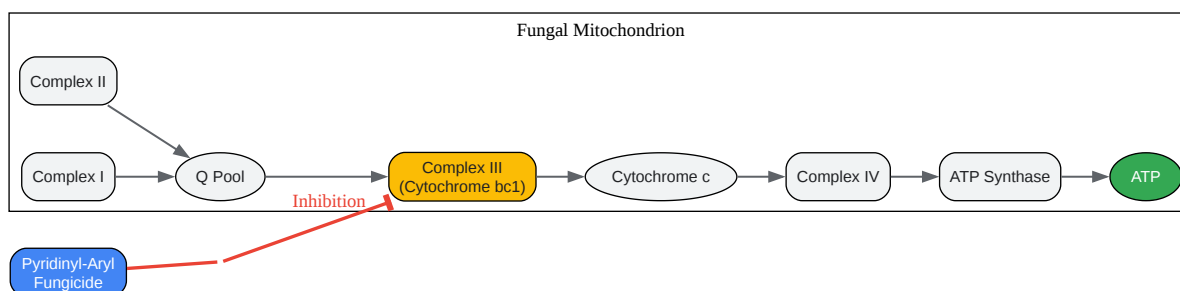 Fungal Mitochondrion
Complex II
Complex I
Q Pool
Complex III
(Cytochrome bc1)
Cytochrome c
Complex IV
ATP Synthase
ATP
Inhibition
Pyridinyl-Aryl
Fungicide